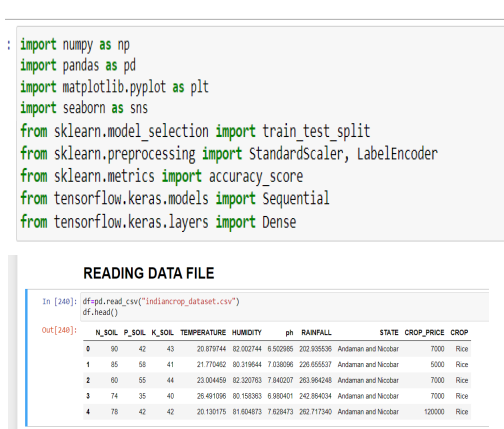 : import numpy as np
import pandas as pd
import matplotlib.pyplot as plt
import seaborn as sns
from sklearn.model_selection import train_test_split
from sklearn.preprocessing import StandardScaler, LabelEncoder
from sklearn.metrics import accuracy_score
from tensorflow.keras.models import Sequential
from tensorflow.keras.layers import Dense
READING DATA FILE
In [240]: df=pd.read_csv("indiancrop_dataset.csv")
df.head()
Out[240]: N_SOIL P_SOIL K_SOIL TEMPERATURE HUMIDITY ph RAINFALL STATE CROP_PRICE CROP
0 90 42 43 20.879744 82.002744 6.502985 202.935536 Andaman and Nicobar 7000 Rice
1 85 58 41 21.770462 80.319644 7.038096 226.655537 Andaman and Nicobar 5000 Rice
2 60 55 44 23.004459 82.320763 7.840207 263.964248 Andaman and Nicobar 7000 Rice
3 74 35 40 26.491096 80.158363 6.980401 242.864034 Andaman and Nicobar 7000 Rice
4 78 42 42 20.130175 81.604873 7.628473 262.717340 Andaman and Nicobar 120000 Rice